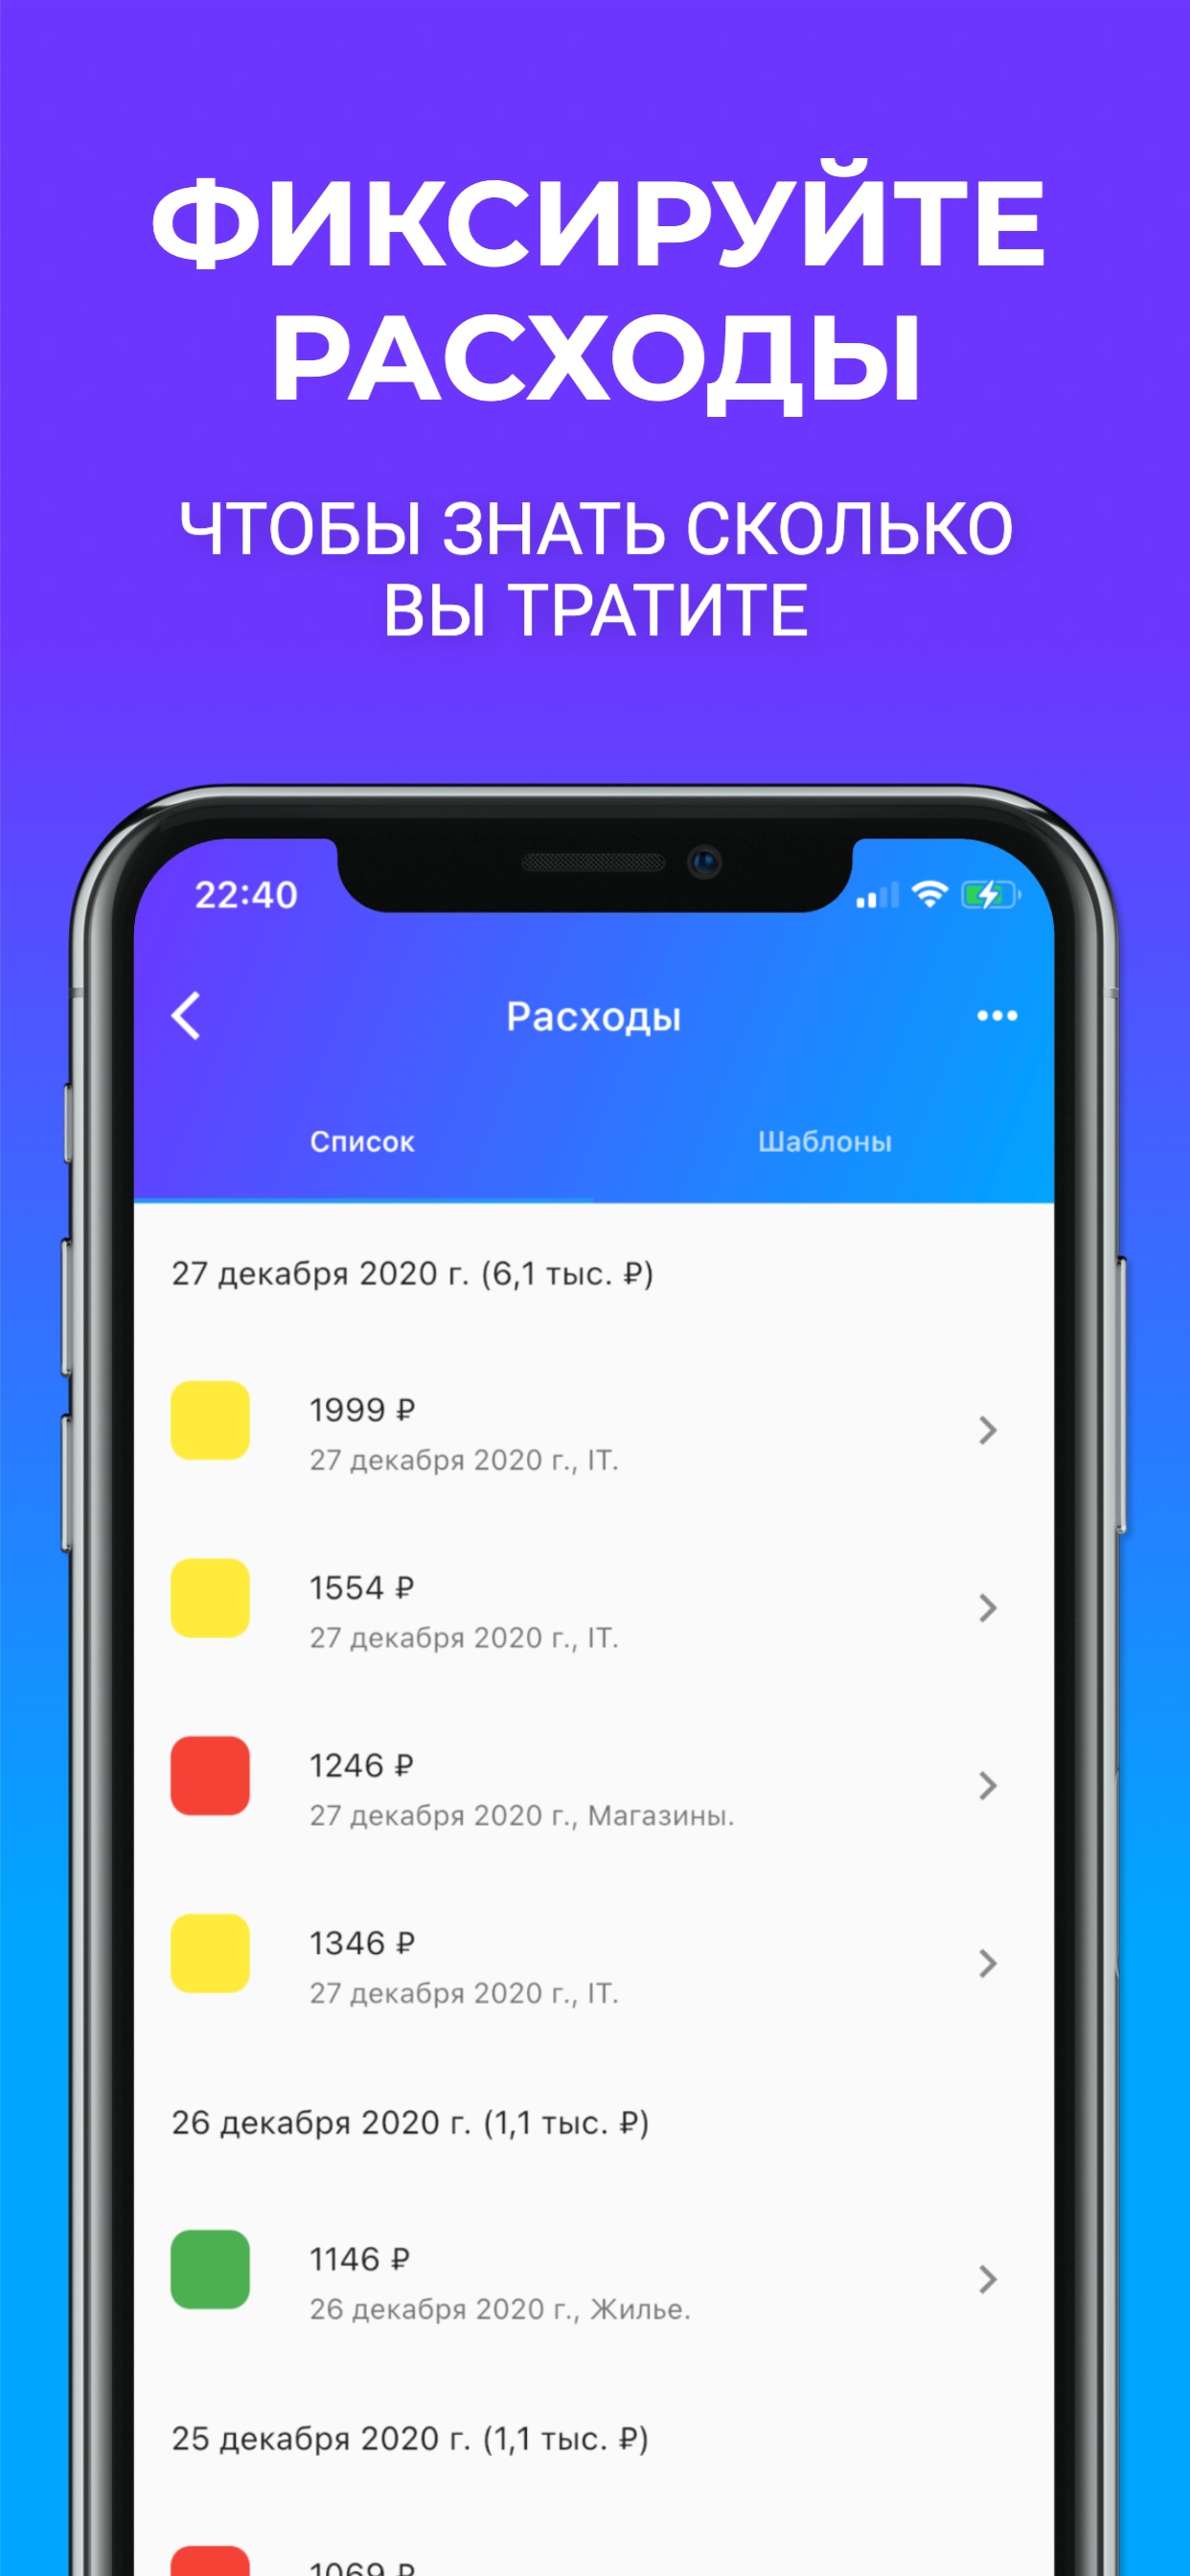 ФИКСИРУЙТЕ
РАСХОДЫ
ЧТОБЫ ЗНАТЬ СКОЛЬКО
ВЫ ТРАТИТЕ
22:40
Расходы
Список
Шаблоны
27 декабря 2020 г. (6,1 тыс. ₽)
1999 ₽
27 декабря 2020 г., IT.
1554 ₽
27 декабря 2020 г., IT.
1246 ₽
27 декабря 2020 г., Магазины.
1346 ₽
27 декабря 2020 г., IT.
26 декабря 2020 г. (1,1 тыс. ₽)
1146 ₽
26 декабря 2020 г., Жилье.
25 декабря 2020 г. (1,1 тыс. ₽)
1069 ₽